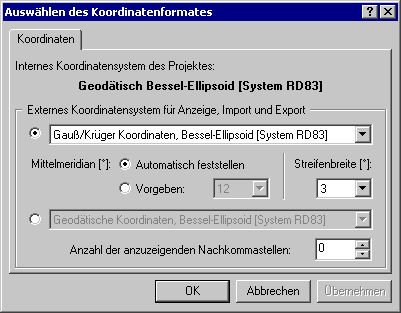 Auswählen des Koordinatenformates
Koordinaten
Internes Koordinatensystem des Projektes:
Geodätisch Bessel-Ellipsoid [System RD83]
Externes Koordinatensystem für Anzeige, Import und Export
Gauß/Krüger Koordinaten, Bessel-Ellipsoid [System RD83]
Mittelmeridian [°]: Automatisch feststellen Streifenbreite [°]:
Vorgeben: 12 3
Geodätische Koordinaten, Bessel-Ellipsoid [System RD83]
Anzahl der anzuzeigenden Nachkommastellen: 0
OK Abbrechen Übernehmen